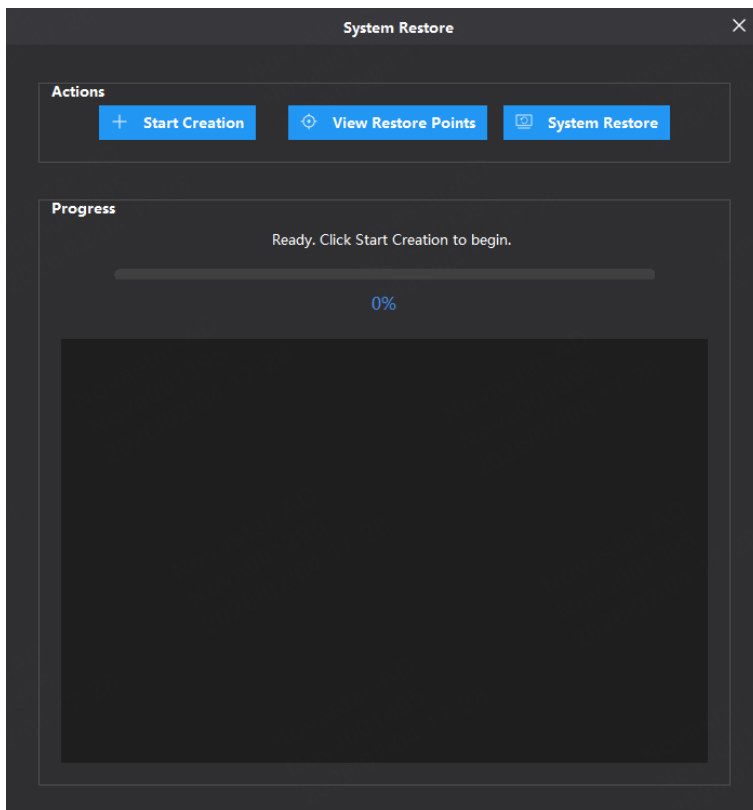 System Restore
Actions
Start Creation
View Restore Points
System Restore
Progress
Ready. Click Start Creation to begin.
0%